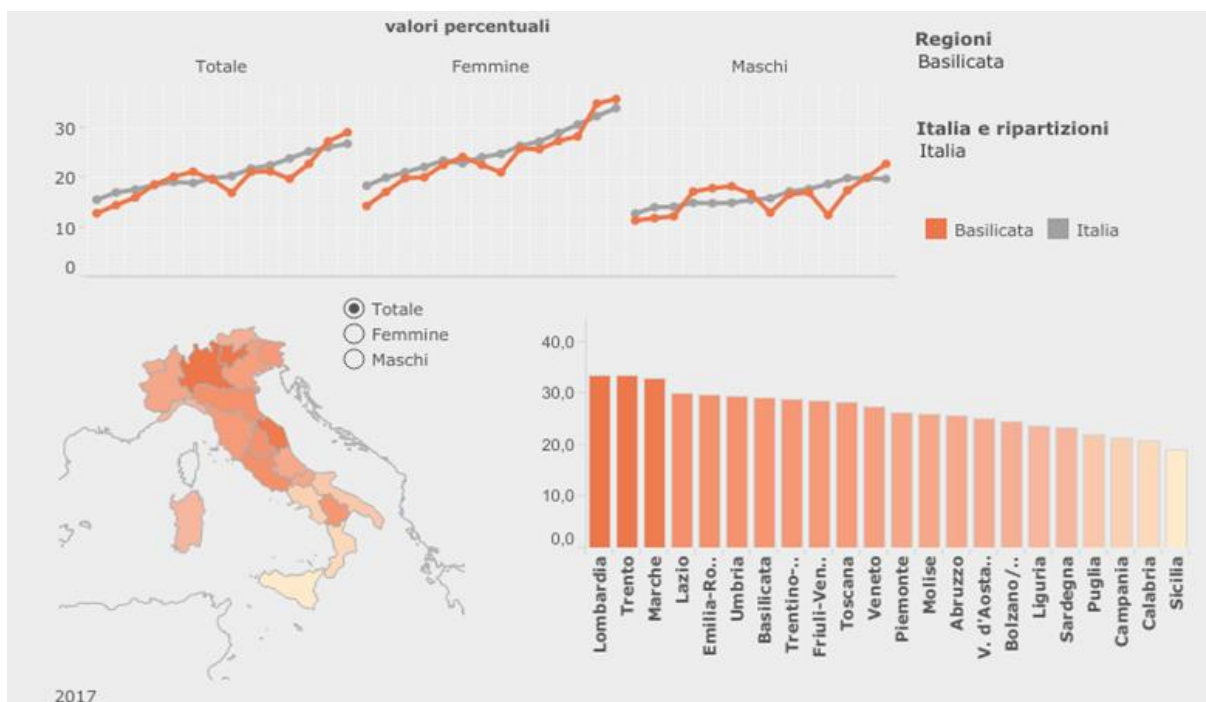 valori percentuali
Totale
Femmine
Maschi
30
20
10
0
Regioni
Basilicata
Italia e ripartizioni
Italia
Basilicata
Italia
Totale
Femmine
Maschi
40,0
30,0
20,0
10,0
0,0
Lombardia
Trento
Marche
Lazio
Emilia-Ro..
Umbria
Basilicata
Trentino-..
Friuli-Ven..
Toscana
Veneto
Piemonte
Molise
Abruzzo
V. d'Aosta..
Bolzano/..
Liguria
Sardegna
Puglia
Campania
Calabria
Sicilia
2017